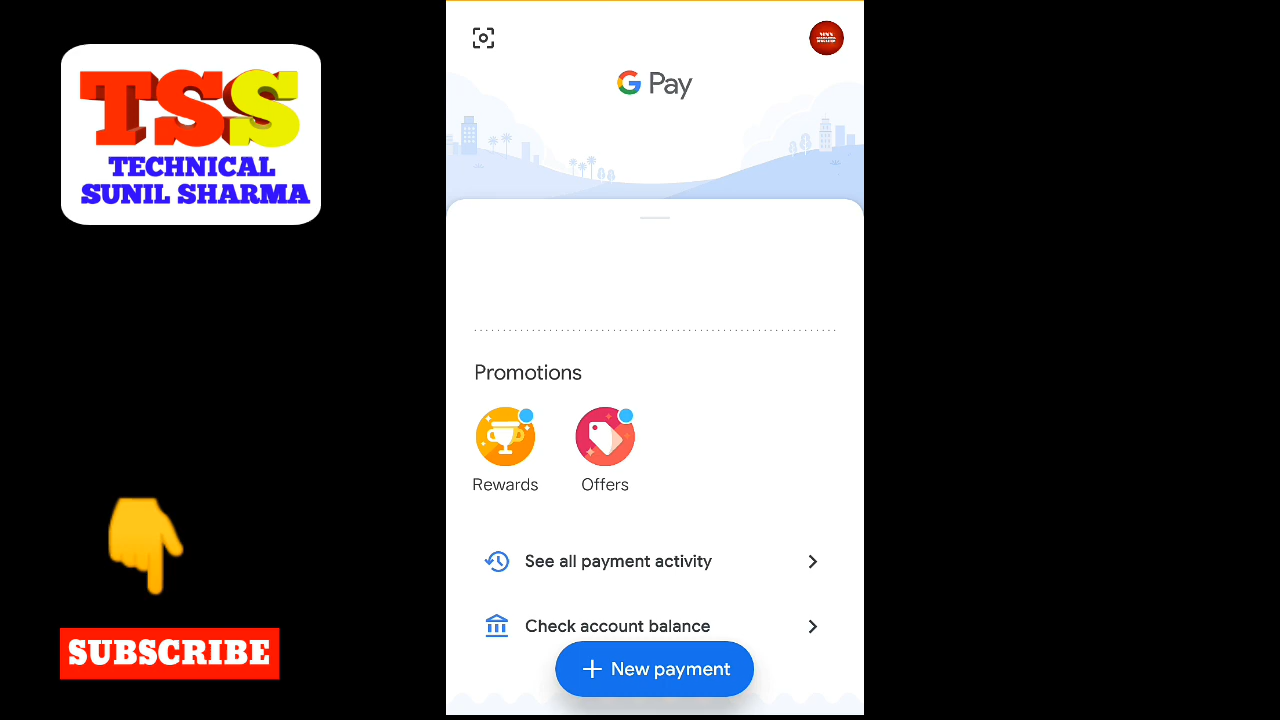 TSS
TECHNICAL
SUNIL SHARMA
G Pay
Promotions
Rewards
Offers
See all payment activity
Check account balance
+ New payment
SUBSCRIBE